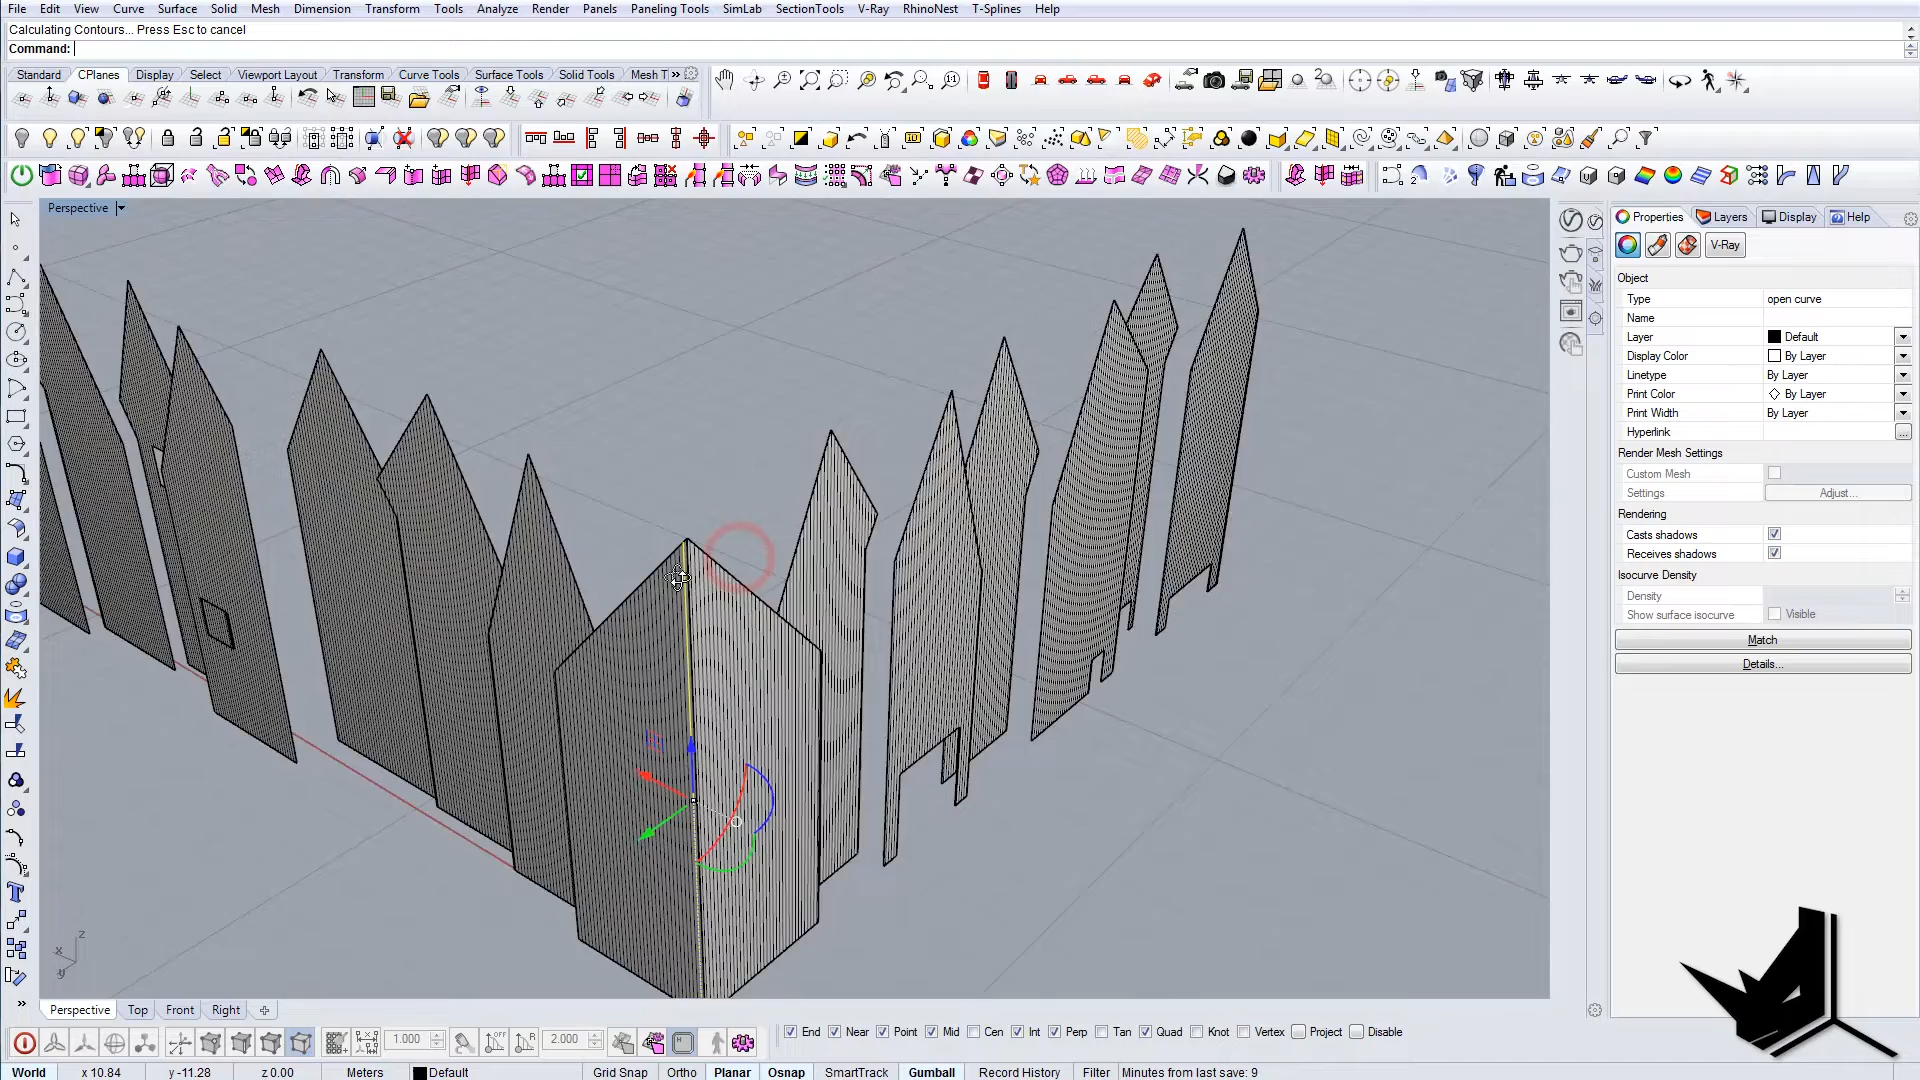 File Edit View Curve Surface Solid Mesh Dimension Transform Tools Analyze Render Panels Paneling Tools SimLab SectionTools V-Ray RhinoNest T-Splines Help
Calculating Contours... Press Esc to cancel
Command:
Standard CPlanes Display Select Viewport Layout Transform Curve Tools Surface Tools Solid Tools Mesh T »
Perspective
Properties Layers Display Help
V-Ray
Object
Type open curve
Name
Layer Default
Display Color By Layer
Linetype By Layer
Print Color By Layer
Print Width By Layer
Hyperlink ...
Render Mesh Settings
Custom Mesh
Settings Adjust...
Rendering
Casts shadows
Receives shadows
Isocurve Density
Density
Show surface isocurve Visible
Match
Details...
z
x
y
Perspective Top Front Right
1.000 2.000 End Near Point Mid Cen Int Perp Tan Quad Knot Vertex Project Disable
World x 10.84 y -11.28 z 0.00 Meters Default Grid Snap Ortho Planar Osnap SmartTrack Gumball Record History Filter Minutes from last save: 9